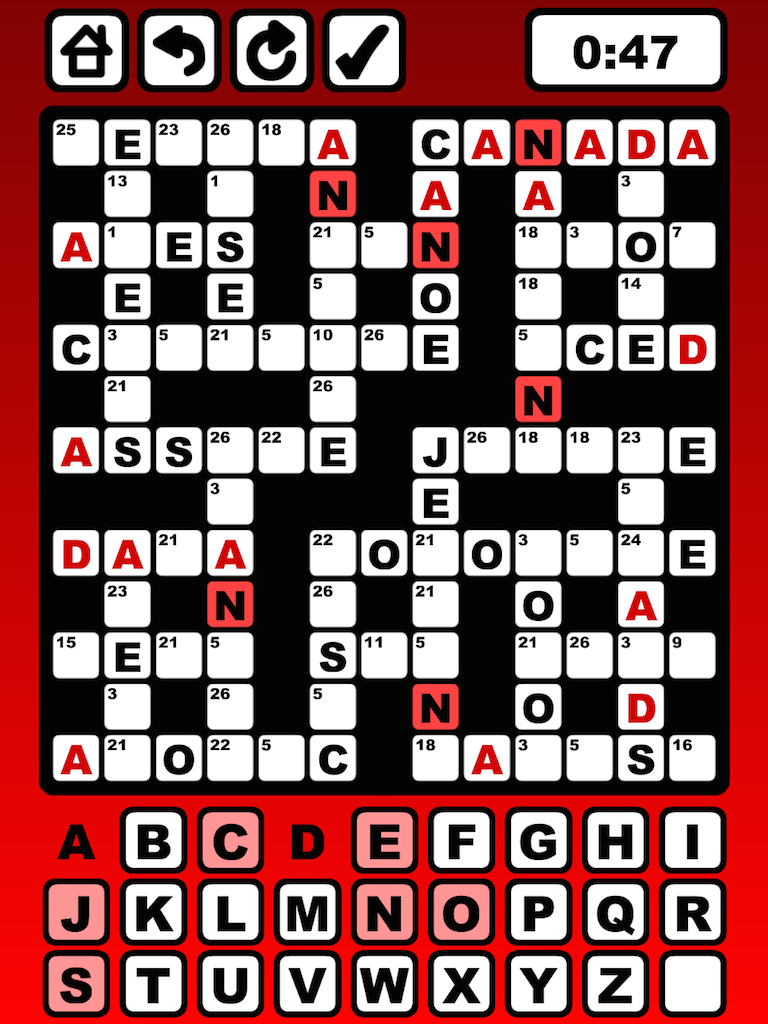 0:47
25 E 23 26 18 A C A N A D A
13 1 N A A 3
A 1 E S 21 5 N 18 3 O 7
E E 5 O 18 14
C 3 5 21 5 10 26 E 5 C E D
21 26 N
A S S 26 22 E J 26 18 18 23 E
3 E 5
D A 21 A 22 O 21 O 3 5 24 E
23 N 26 21 O A
15 E 21 5 S 11 5 21 26 3 9
3 26 5 N O D
A 21 O 22 5 C 18 A 3 5 S 16
A B C D E F G H I
J K L M N O P Q R
S T U V W X Y Z